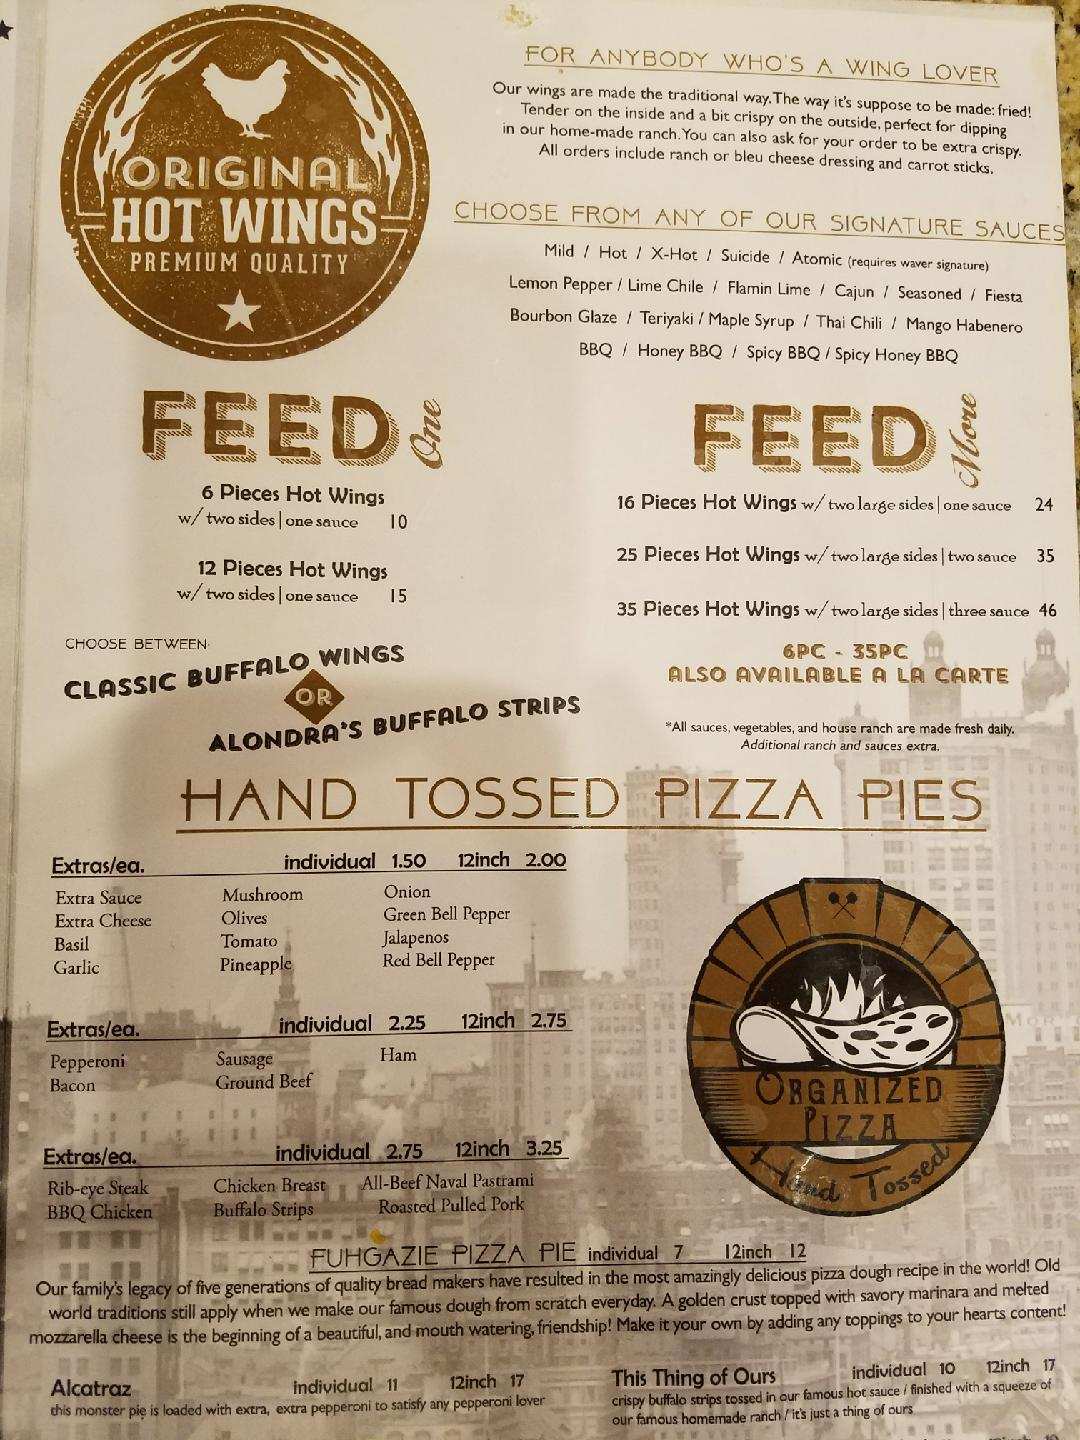 ORIGINAL
HOT WINGS
PREMIUM QUALITY
FOR ANYBODY WHO'S A WING LOVER
Our wings are made the traditional way. The way it's suppose to be made: fried!
Tender on the inside and a bit crispy on the outside, perfect for dipping
in our home-made ranch. You can also ask for your order to be extra crispy.
All orders include ranch or bleu cheese dressing and carrot sticks.
CHOOSE FROM ANY OF OUR SIGNATURE SAUCES
Mild / Hot / X-Hot / Suicide / Atomic (requires waver signature)
Lemon Pepper / Lime Chile / Flamin Lime / Cajun / Seasoned / Fiesta
Bourbon Glaze / Teriyaki / Maple Syrup / Thai Chili / Mango Habenero
BBQ / Honey BBQ / Spicy BBQ / Spicy Honey BBQ
FEED One
6 Pieces Hot Wings
w/ two sides | one sauce 10
12 Pieces Hot Wings
w/ two sides | one sauce 15
CHOOSE BETWEEN:
CLASSIC BUFFALO WINGS
OR
ALONDRA'S BUFFALO STRIPS
FEED More
16 Pieces Hot Wings w/ two large sides | one sauce 24
25 Pieces Hot Wings w/ two large sides | two sauce 35
35 Pieces Hot Wings w/ two large sides | three sauce 46
6PC - 35PC
ALSO AVAILABLE A LA CARTE
*All sauces, vegetables, and house ranch are made fresh daily.
Additional ranch and sauces extra.
HAND TOSSED PIZZA PIES
Extras/ea. individual 1.50 12inch 2.00
Extra Sauce Mushroom Onion
Extra Cheese Olives Green Bell Pepper
Basil Tomato Jalapenos
Garlic Pineapple Red Bell Pepper
Extras/ea. individual 2.25 12inch 2.75
Pepperoni Sausage Ham
Bacon Ground Beef
Extras/ea. individual 2.75 12inch 3.25
Rib-eye Steak Chicken Breast All-Beef Naval Pastrami
BBQ Chicken Buffalo Strips Roasted Pulled Pork
ORGANIZED
PIZZA
Hand Tossed
FUHGAZIE PIZZA PIE individual 7 12inch 12
Our family's legacy of five generations of quality bread makers have resulted in the most amazingly delicious pizza dough recipe in the world! Old
world traditions still apply when we make our famous dough from scratch everyday. A golden crust topped with savory marinara and melted
mozzarella cheese is the beginning of a beautiful, and mouth watering, friendship! Make it your own by adding any toppings to your hearts content!
Alcatraz individual 11 12inch 17
this monster pie is loaded with extra, extra pepperoni to satisfy any pepperoni lover
This Thing of Ours individual 10 12inch 17
crispy buffalo strips tossed in our famous hot sauce / finished with a squeeze of
our famous homemade ranch / it's just a thing of ours